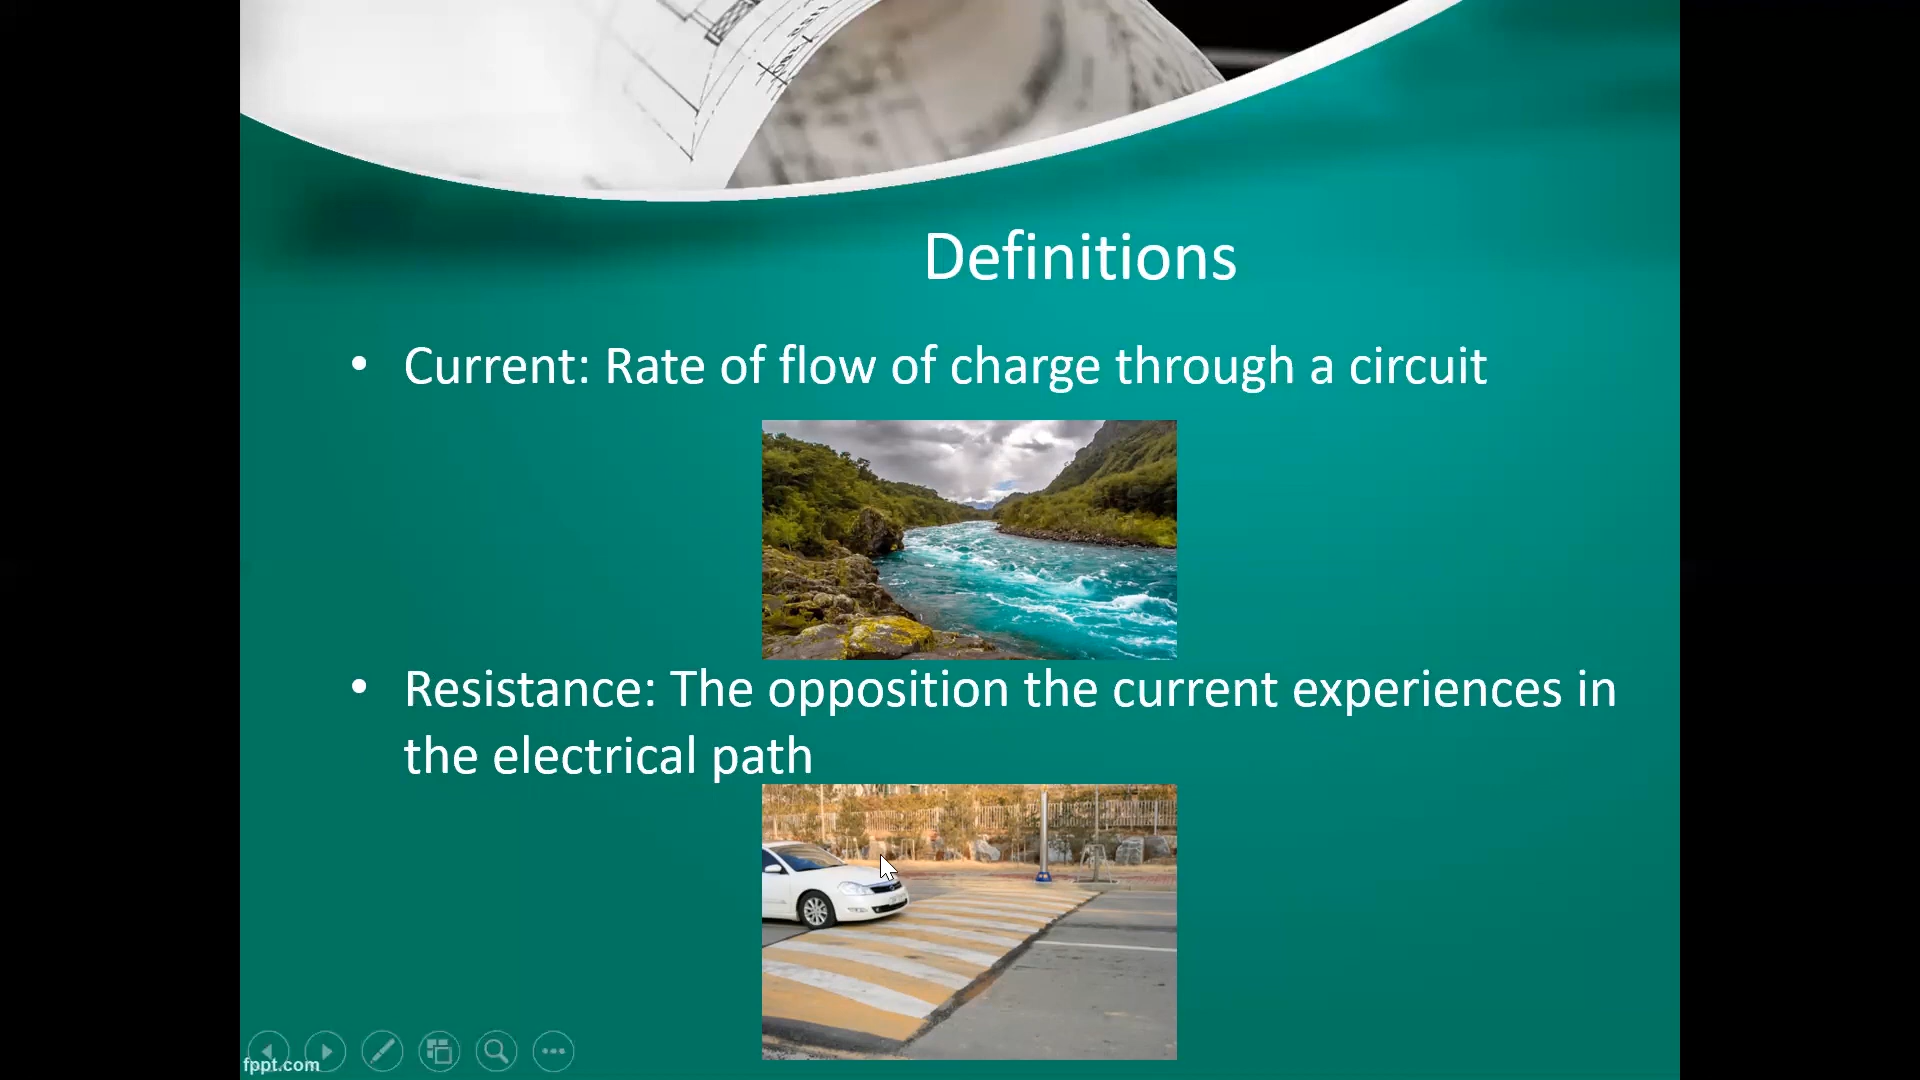 Definitions
• Current: Rate of flow of charge through a circuit
• Resistance: The opposition the current experiences in
the electrical path
fppt.com